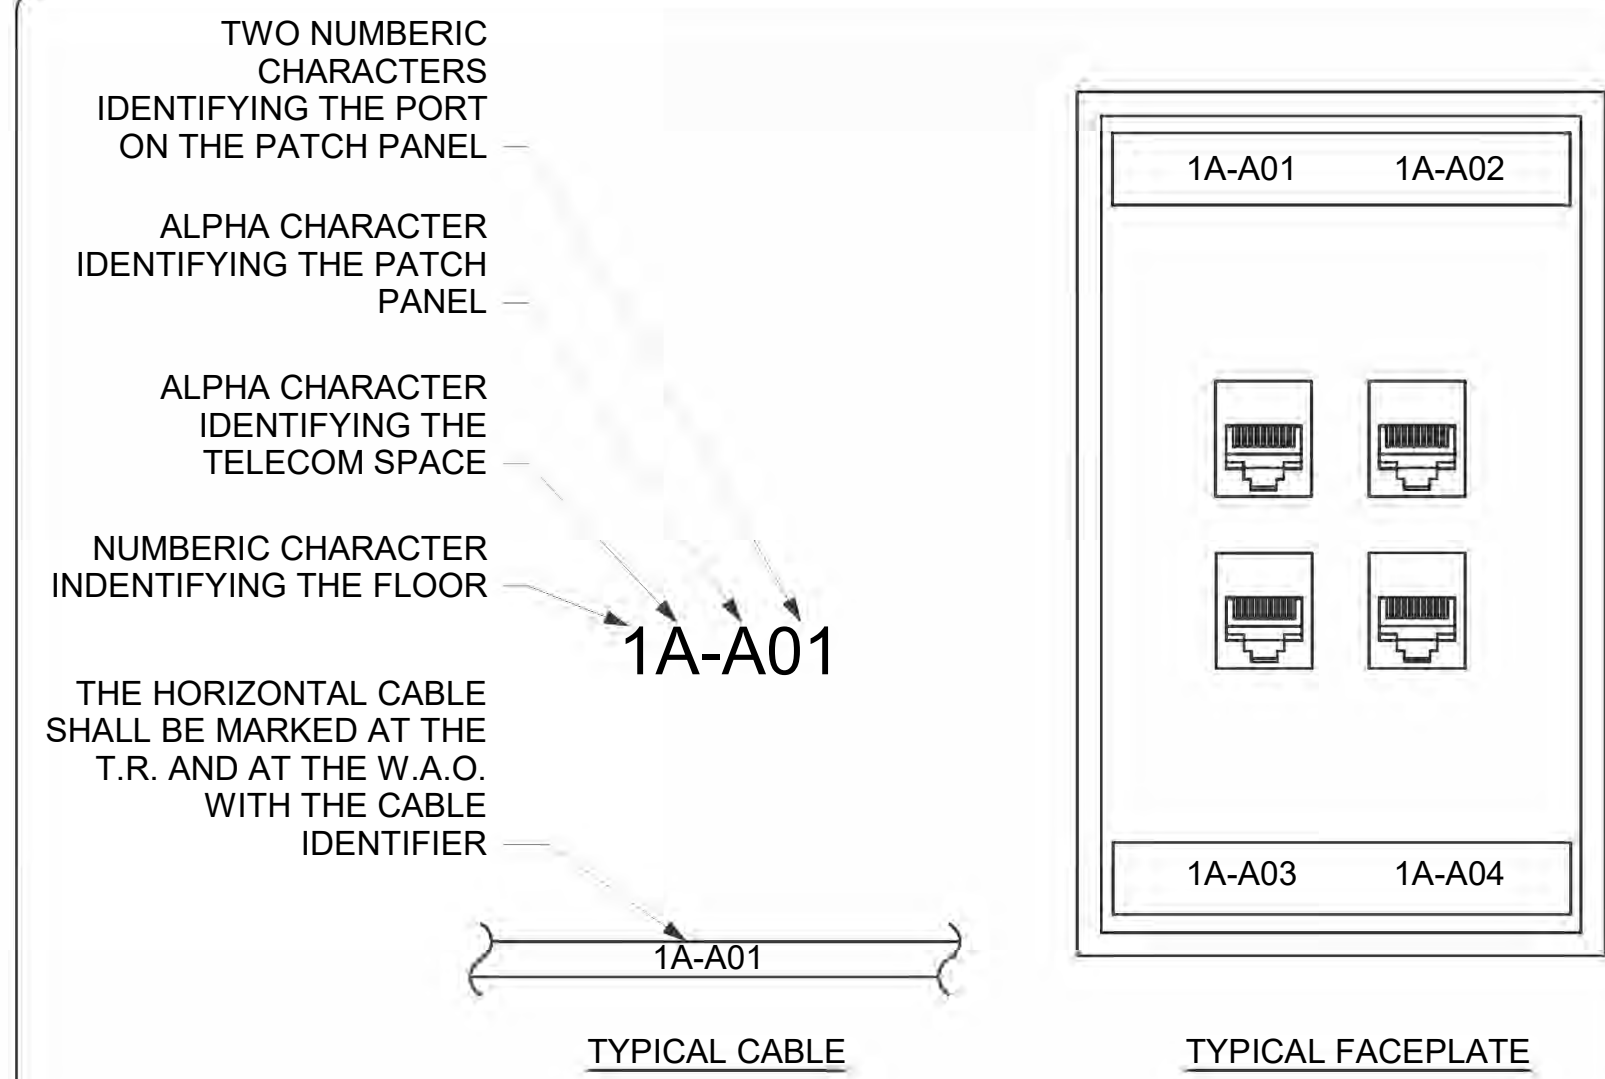 TWO NUMBERIC
CHARACTERS
IDENTIFYING THE PORT
ON THE PATCH PANEL
ALPHA CHARACTER
IDENTIFYING THE PATCH
PANEL
ALPHA CHARACTER
IDENTIFYING THE
TELECOM SPACE
NUMBERIC CHARACTER
INDENTIFYING THE FLOOR
1A-A01
THE HORIZONTAL CABLE
SHALL BE MARKED AT THE
T.R. AND AT THE W.A.O.
WITH THE CABLE
IDENTIFIER
1A-A01
TYPICAL CABLE
1A-A01 1A-A02
1A-A03 1A-A04
TYPICAL FACEPLATE